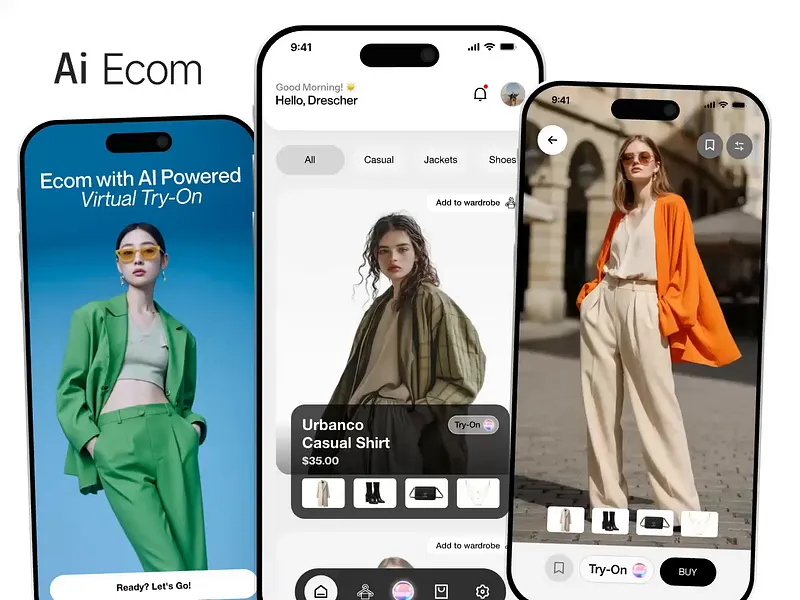 Ai Ecom
Ecom with AI Powered
Virtual Try-On
Ready? Let's Go!
9:41
Good Morning!
Hello, Drescher
All
Casual
Jackets
Shoes
Add to wardrobe
Urbanco
Casual Shirt
$35.00
Try-On
Add to wardrobe
9:41
Try-On
BUY